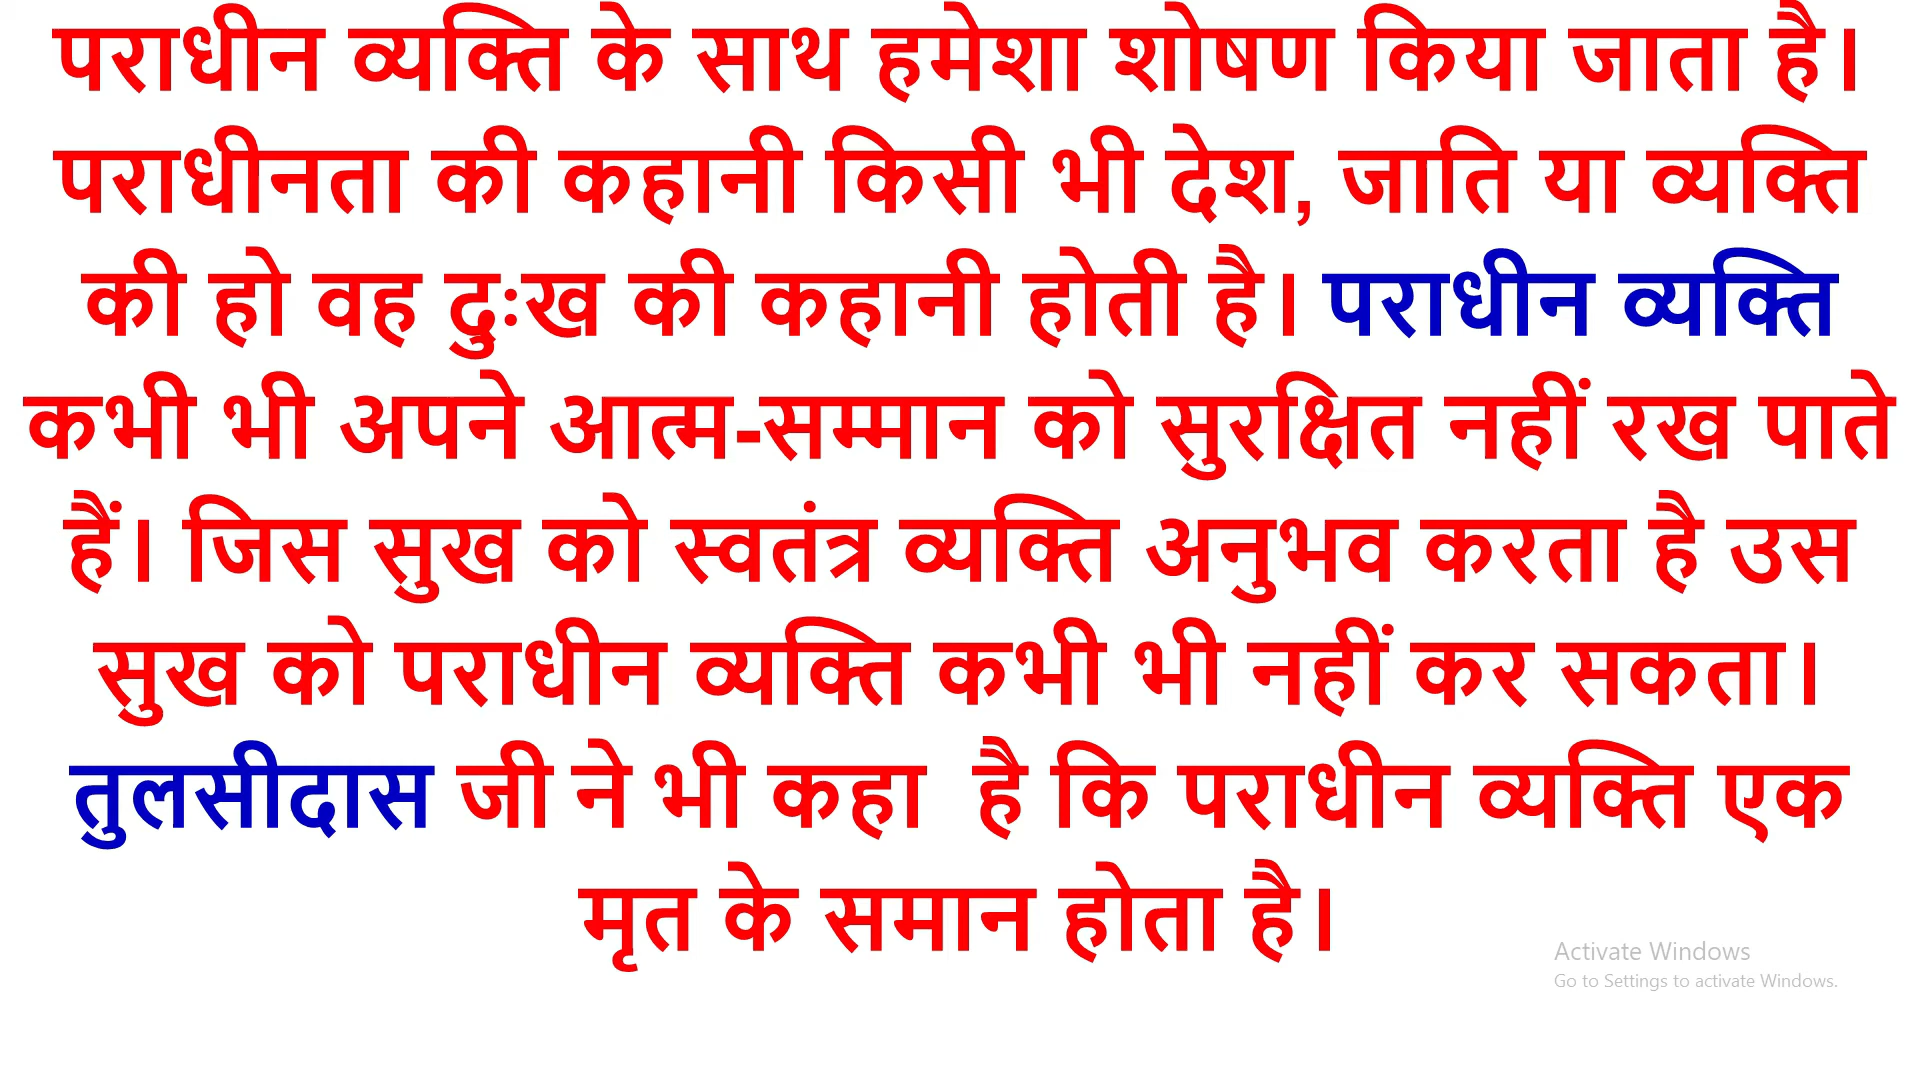 पराधीन व्यक्ति के साथ हमेशा शोषण किया जाता है।
पराधीनता की कहानी किसी भी देश, जाति या व्यक्ति
की हो वह दुःख की कहानी होती है। पराधीन व्यक्ति
कभी भी अपने आत्म-सम्मान को सुरक्षित नहीं रख पाते
हैं। जिस सुख को स्वतंत्र व्यक्ति अनुभव करता है उस
सुख को पराधीन व्यक्ति कभी भी नहीं कर सकता।
तुलसीदास जी ने भी कहा  है कि पराधीन व्यक्ति एक
मृत के समान होता है।
Activate Windows
Go to Settings to activate Windows.